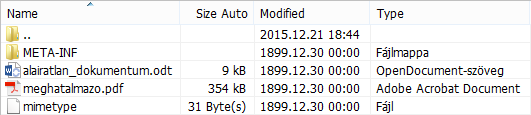 Name Size Auto Modified Type
.. 2015.12.21 18:44
META-INF 1899.12.30 00:00 Fájlmappa
alairatlan_dokumentum.odt 9 kB 1899.12.30 00:00 OpenDocument-szöveg
meghatalmazo.pdf 354 kB 1899.12.30 00:00 Adobe Acrobat Document
mimetype 31 Byte(s) 1899.12.30 00:00 Fájl